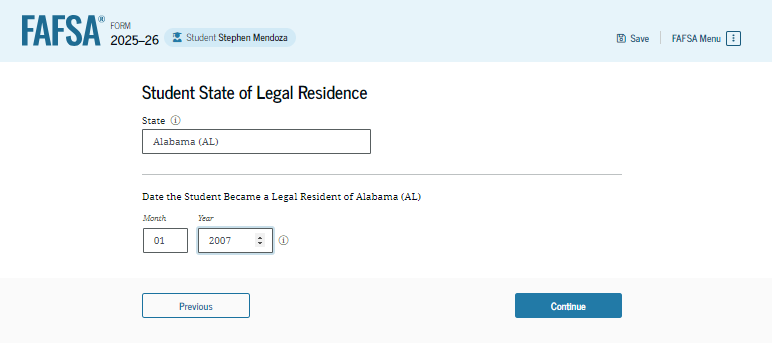 FAFSA®
FORM
2025–26
Student Stephen Mendoza
Save
FAFSA Menu
Student State of Legal Residence
State
Alabama (AL)
Date the Student Became a Legal Resident of Alabama (AL)
Month Year
01 2007
Previous Continue